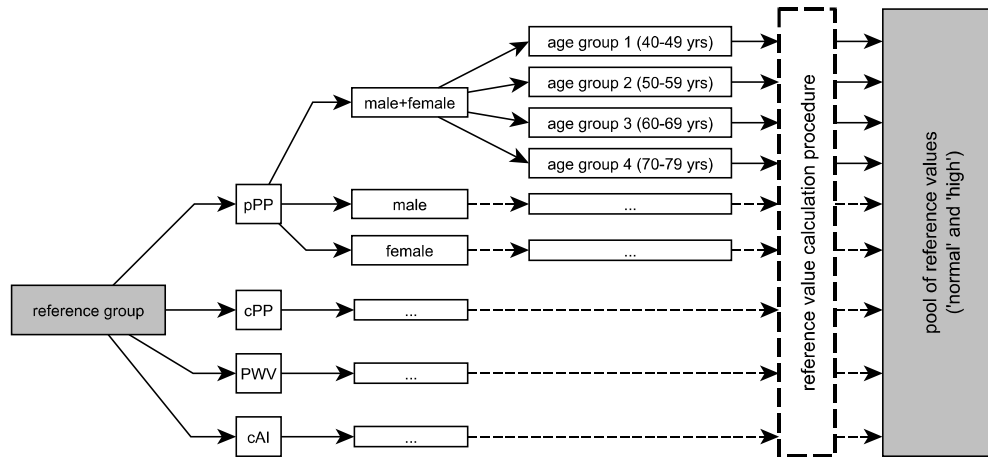 reference group
pPP
cPP
PWV
cAI
male+female
male
female
...
...
...
age group 1 (40-49 yrs)
age group 2 (50-59 yrs)
age group 3 (60-69 yrs)
age group 4 (70-79 yrs)
...
...
reference value calculation procedure
pool of reference values
('normal' and 'high')